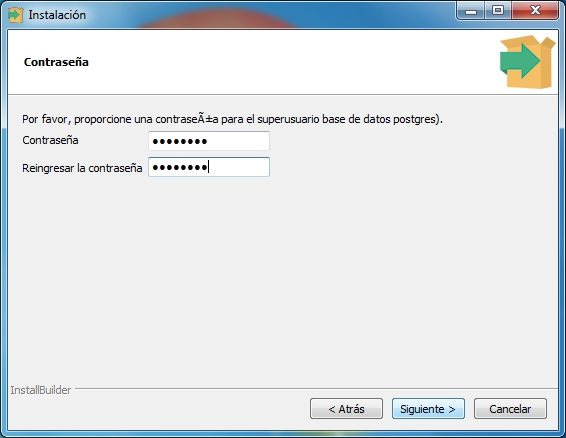 Instalación
Contraseña
Por favor, proporcione una contraseÃ±a para el superusuario base de datos postgres).
Contraseña ••••••••
Reingresar la contraseña ••••••••
InstallBuilder
< Atrás Siguiente > Cancelar